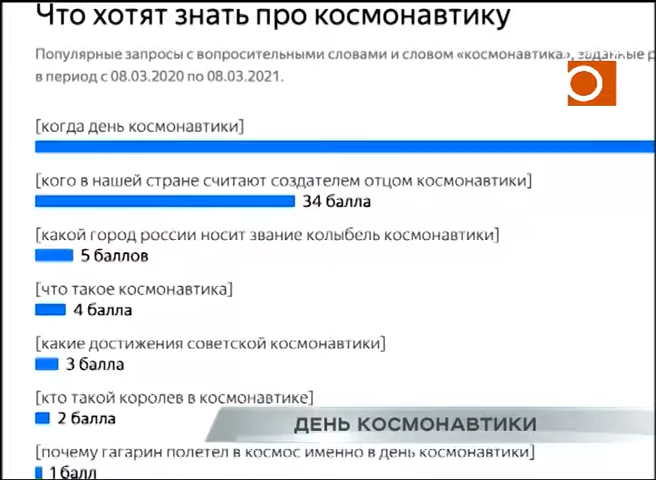 Что хотят знать про космонавтику
Популярные запросы с вопросительными словами и словом «космонавтика», заданные
в период с 08.03.2020 по 08.03.2021.
[когда день космонавтики]
[кого в нашей стране считают создателем отцом космонавтики]
34 балла
[какой город россии носит звание колыбель космонавтики]
5 баллов
[что такое космонавтика]
4 балла
[какие достижения советской космонавтики]
3 балла
[кто такой королев в космонавтике]
2 балла
ДЕНЬ КОСМОНАВТИКИ
[почему гагарин полетел в космос именно в день космонавтики]
1 балл